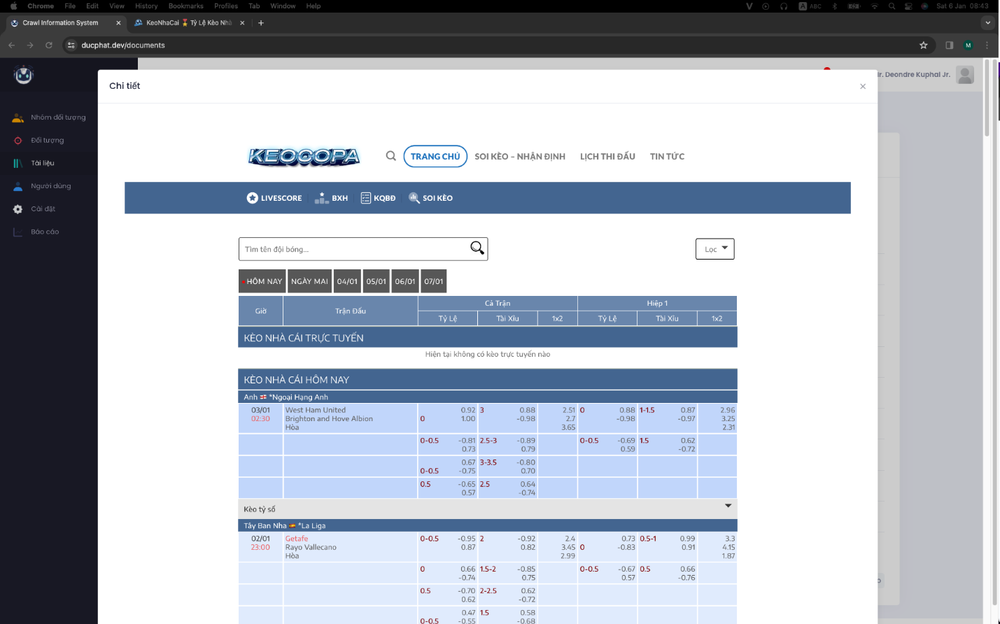 Chrome File Edit View History Bookmarks Profiles Tab Window Help
A ABC Sat 6 Jan 08:43
Crawl Information System
KeoNhaCai 🎖 Tỷ Lệ Kèo Nhà
ducphat.dev/documents
M
Chi tiết
r. Deondre Kuphal Jr.
Nhóm đối tượng
Đối tượng
Tài liệu
Người dùng
Cài đặt
Báo cáo
KEOCOPA
TRANG CHỦ SOI KÈO – NHẬN ĐỊNH LỊCH THI ĐẤU TIN TỨC
LIVESCORE BXH KQBĐ SOI KÈO
Tìm tên đội bóng...
Lọc
HÔM NAY NGÀY MAI 04/01 05/01 06/01 07/01
Giờ Trận Đấu Cả Trận Hiệp 1
Tỷ Lệ Tài Xỉu 1x2 Tỷ Lệ Tài Xỉu 1x2
KÈO NHÀ CÁI TRỰC TUYẾN
Hiện tại không có kèo trực tuyến nào
KÈO NHÀ CÁI HÔM NAY
Anh *Ngoại Hạng Anh
03/01 West Ham United 0.92 3 0.88 2.51 0 0.88 1-1.5 0.87 2.96
02:30 Brighton and Hove Albion 0 1.00 -0.98 2.7 -0.98 -0.97 3.25
Hòa 3.65 2.31
0-0.5 -0.81 2.5-3 -0.89 0-0.5 -0.69 1.5 0.62
0.73 0.79 0.59 -0.72
0.67 3-3.5 -0.80
0-0.5 -0.75 0.70
0.5 -0.65 2.5 0.64
0.57 -0.74
Kèo tỷ số
Tây Ban Nha *La Liga
02/01 Getafe 0-0.5 -0.95 2 -0.92 2.4 0.73 0.5-1 0.99 3.3
23:00 Rayo Vallecano 0.87 0.82 3.45 0 -0.83 0.91 4.15
Hòa 2.99 1.87
0 0.66 1.5-2 -0.85 0-0.5 -0.67 0.5 0.66
-0.74 0.75 0.57 -0.76
0.5 -0.70 2-2.5 0.62
0.62 -0.72
0.47 1.5 0.58
0-0.5 -0.55 -0.68